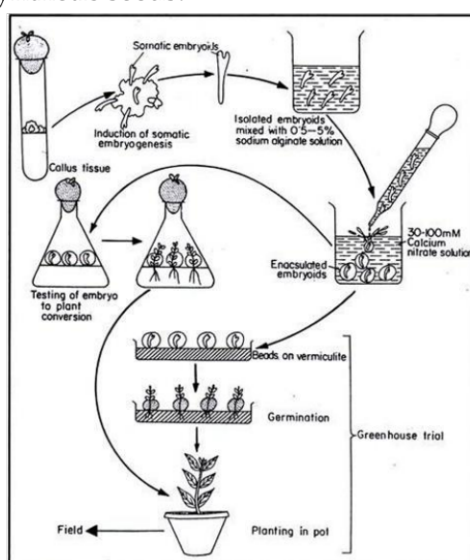 Somatic embryoids
Induction of somatic
embryogenesis
Isolated embryoids
mixed with 0·5-5%
sodium alginate solution
Callus tissue
30-100mM
Calcium
nitrate solution
Enacsulated
embryoids
Testing of embryo
to plant
conversion
Beads on vermiculite
Germination
Greenhouse trial
Planting in pot
Field